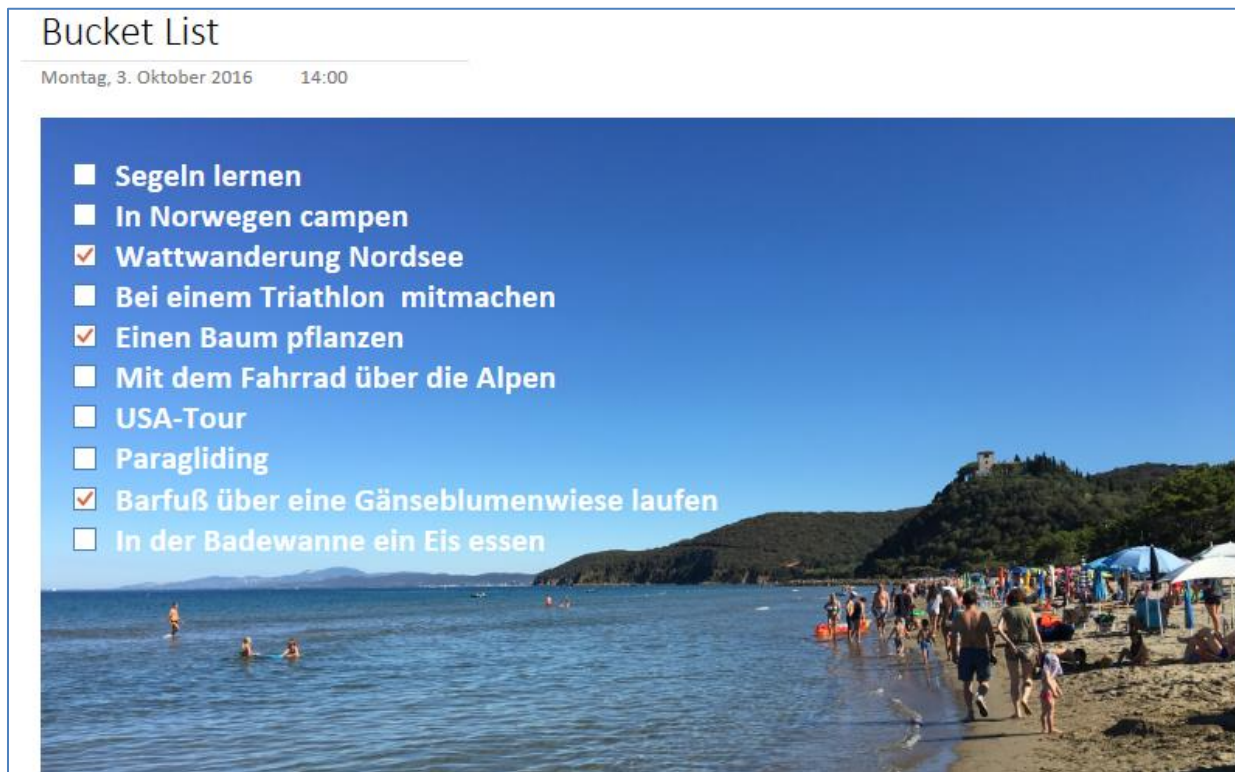 Bucket List
Montag, 3. Oktober 2016 14:00
Segeln lernen
In Norwegen campen
Wattwanderung Nordsee
Bei einem Triathlon mitmachen
Einen Baum pflanzen
Mit dem Fahrrad über die Alpen
USA-Tour
Paragliding
Barfuß über eine Gänseblumenwiese laufen
In der Badewanne ein Eis essen